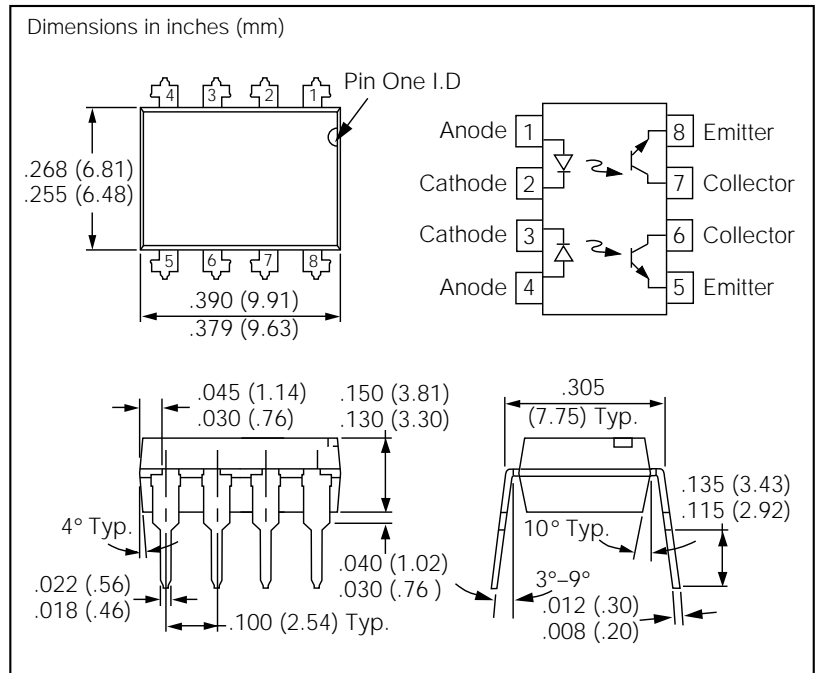 Dimensions in inches (mm)
4 3 2 1
Pin One I.D
.268 (6.81)
.255 (6.48)
5 6 7 8
.390 (9.91)
.379 (9.63)
Anode 1 8 Emitter
Cathode 2 7 Collector
Cathode 3 6 Collector
Anode 4 5 Emitter
.045 (1.14)
.030 (.76)
.150 (3.81)
.130 (3.30)
4° Typ.
.022 (.56)
.018 (.46)
.040 (1.02)
.030 (.76 )
.100 (2.54) Typ.
.305
(7.75) Typ.
.135 (3.43)
.115 (2.92)
10° Typ.
3°–9°
.012 (.30)
.008 (.20)